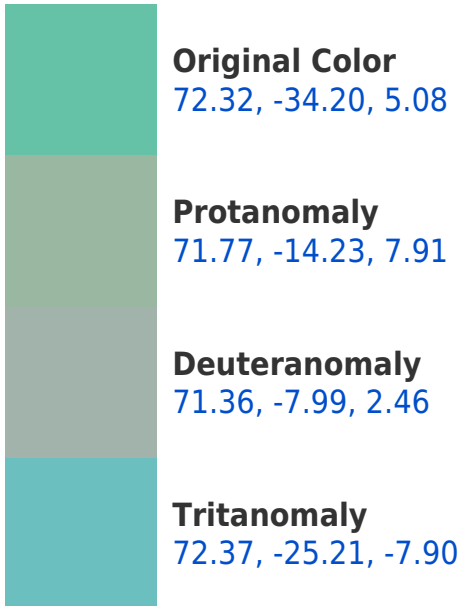 Original Color
72.32, -34.20, 5.08
Protanomaly
71.77, -14.23, 7.91
Deuteranomaly
71.36, -7.99, 2.46
Tritanomaly
72.37, -25.21, -7.90